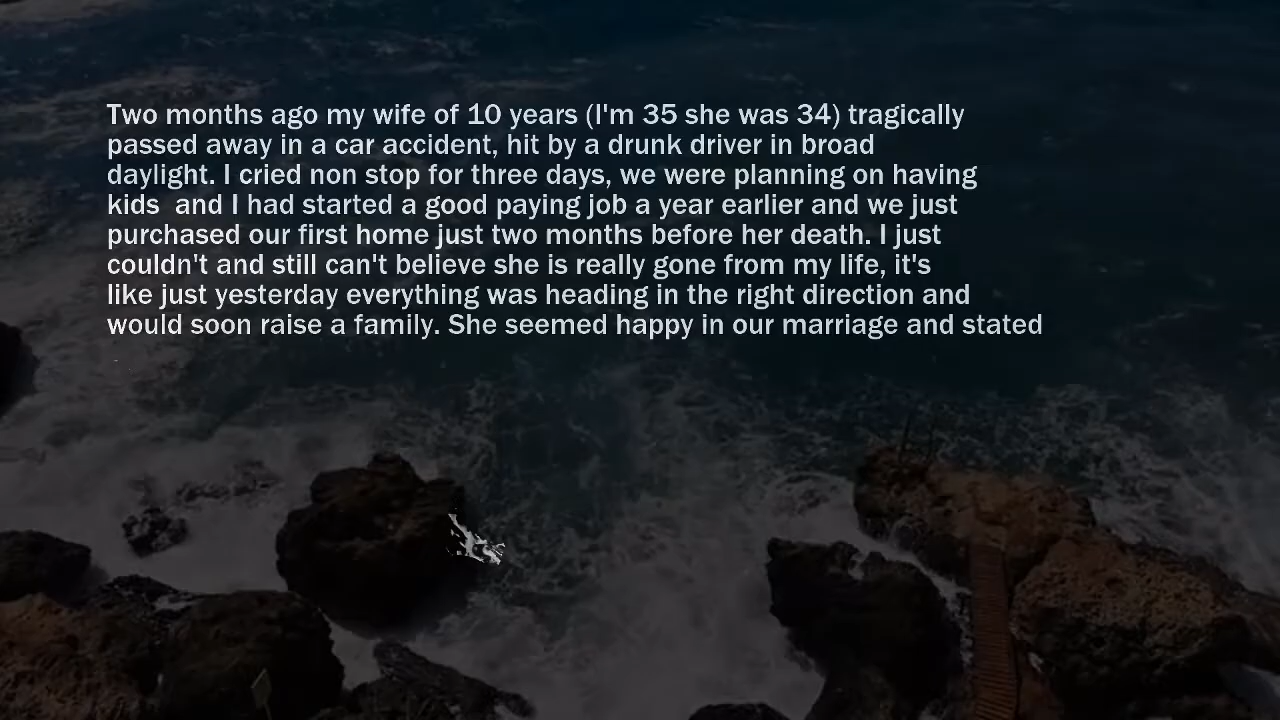 Two months ago my wife of 10 years (I'm 35 she was 34) tragically
passed away in a car accident, hit by a drunk driver in broad
daylight. I cried non stop for three days, we were planning on having
kids  and I had started a good paying job a year earlier and we just
purchased our first home just two months before her death. I just
couldn't and still can't believe she is really gone from my life, it's
like just yesterday everything was heading in the right direction and
would soon raise a family. She seemed happy in our marriage and stated